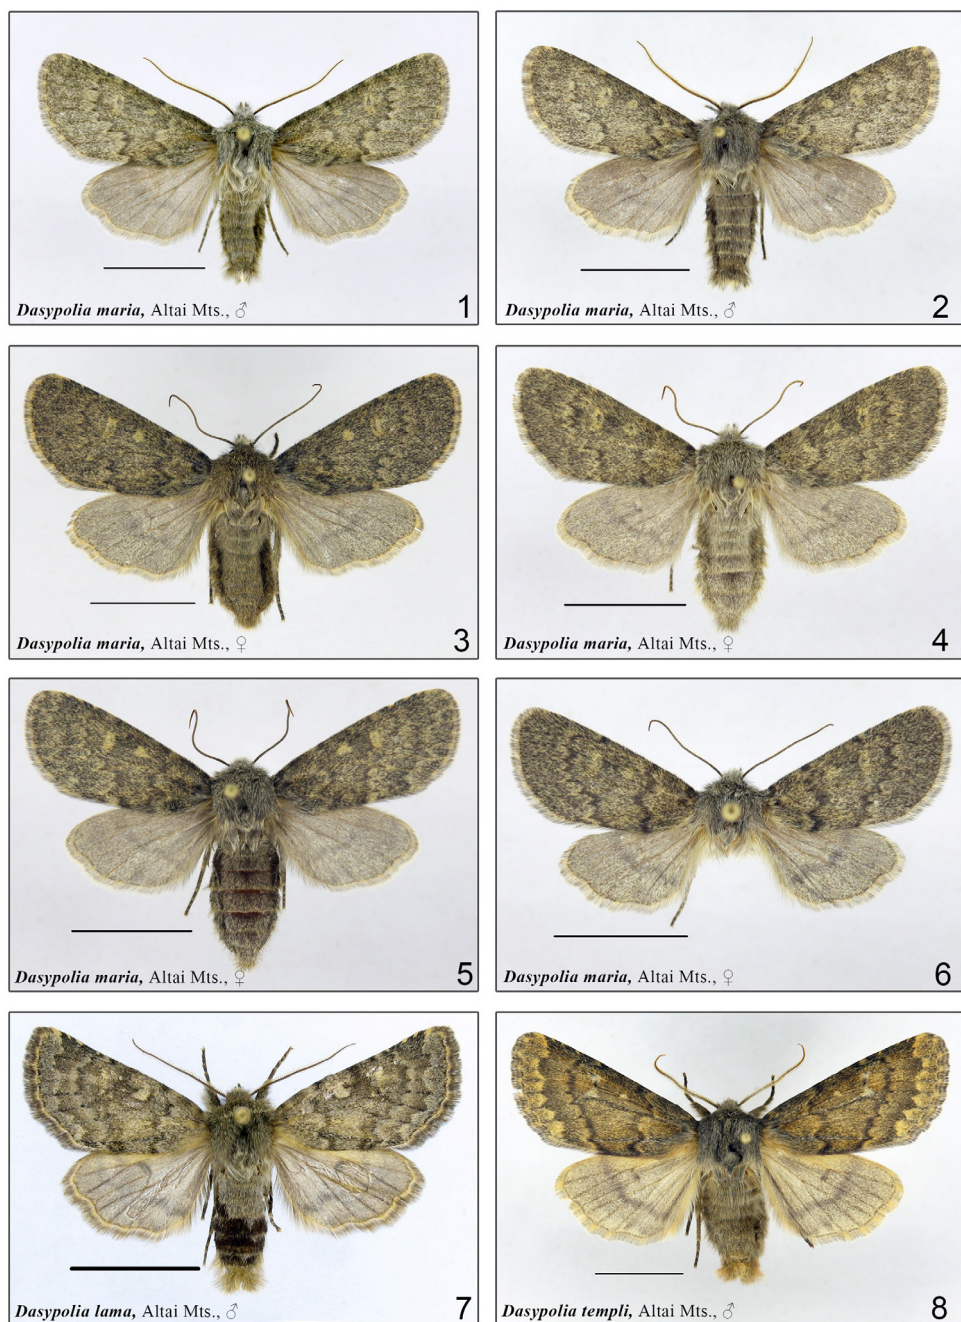 Dasypolia maria, Altai Mts., ♂ 1
Dasypolia maria, Altai Mts., ♂ 2
Dasypolia maria, Altai Mts., ♀ 3
Dasypolia maria, Altai Mts., ♀ 4
Dasypolia maria, Altai Mts., ♀ 5
Dasypolia maria, Altai Mts., ♀ 6
Dasypolia lama, Altai Mts., ♂ 7
Dasypolia templi, Altai Mts., ♂ 8